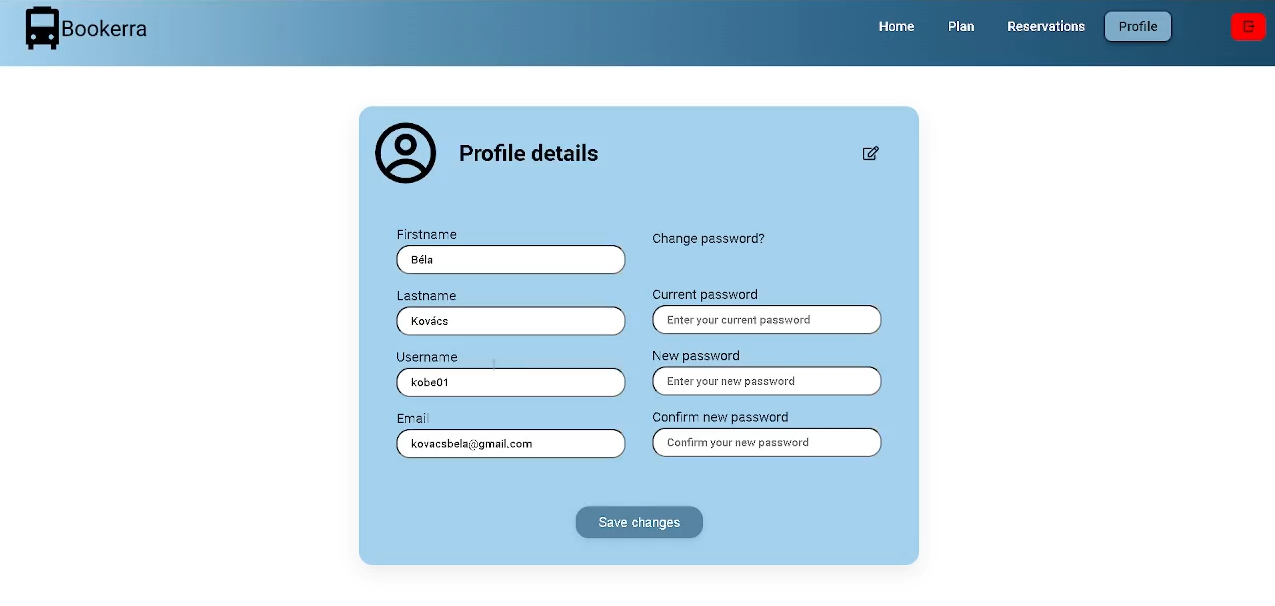 Bookerra
Home Plan Reservations Profile
Profile details
Firstname
Béla
Lastname
Kovács
Username
kobe01
Email
kovacsbela@gmail.com
Change password?
Current password
Enter your current password
New password
Enter your new password
Confirm new password
Confirm your new password
Save changes